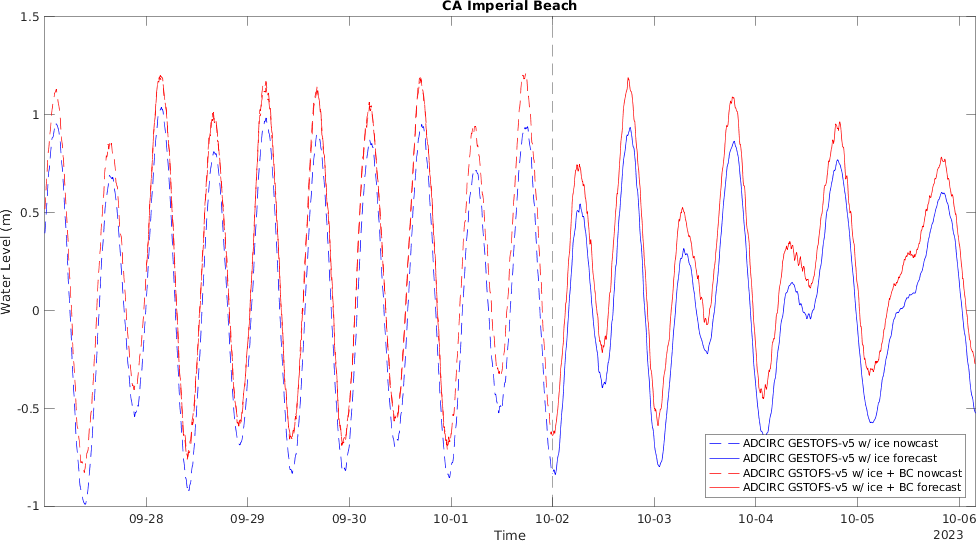 CA Imperial Beach
1.5
1
0.5
0
-0.5
-1
Water Level (m)
09-28
09-29
09-30
10-01
10-02
10-03
10-04
10-05
10-06
2023
Time
ADCIRC GESTOFS-v5 w/ ice nowcast
ADCIRC GESTOFS-v5 w/ ice forecast
ADCIRC GSTOFS-v5 w/ ice + BC nowcast
ADCIRC GSTOFS-v5 w/ ice + BC forecast